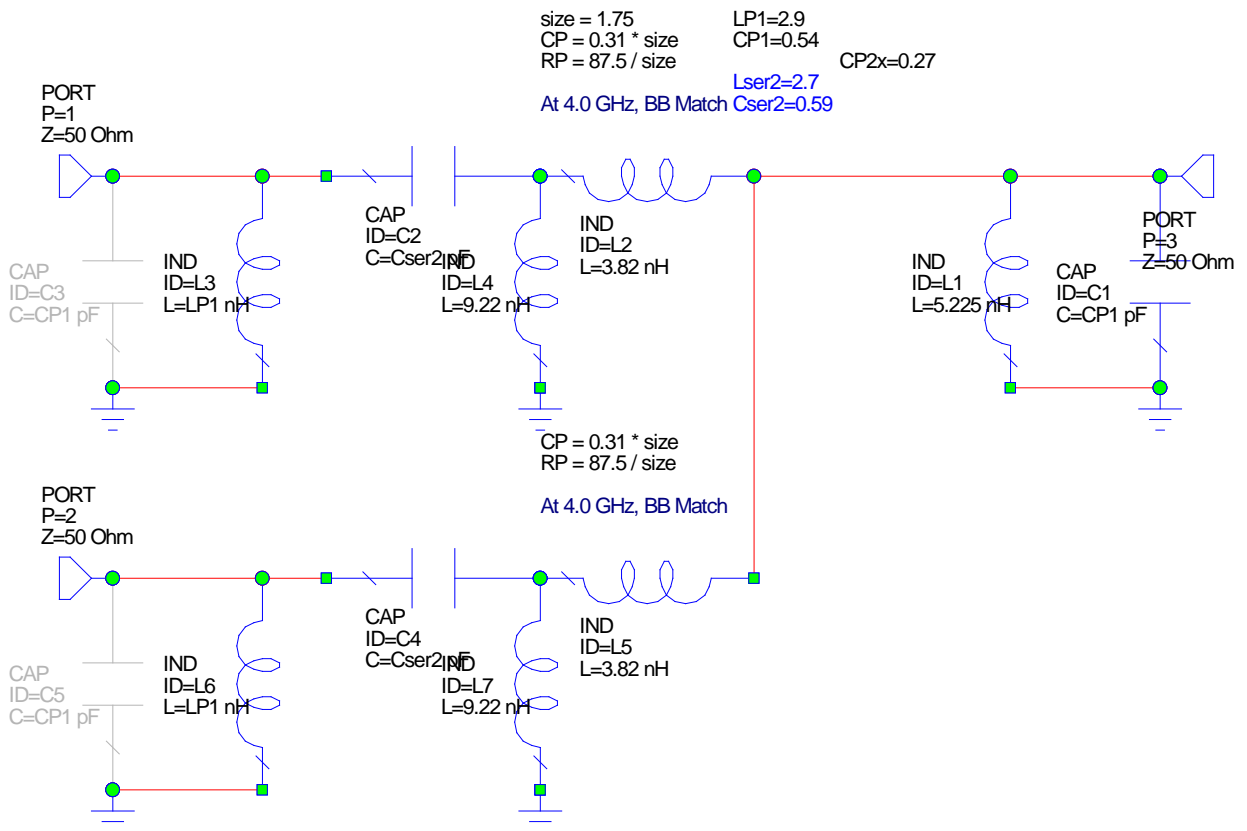 size = 1.75
CP = 0.31 * size
RP = 87.5 / size
At 4.0 GHz, BB Match
LP1=2.9
CP1=0.54
CP2x=0.27
Lser2=2.7
Cser2=0.59
PORT
P=1
Z=50 Ohm
CAP
ID=C3
C=CP1 pF
IND
ID=L3
L=LP1 nH
CAP
ID=C2
C=Cser2 pF
IND
ID=L4
L=9.22 nH
IND
ID=L2
L=3.82 nH
IND
ID=L1
L=5.225 nH
CAP
ID=C1
C=CP1 pF
PORT
P=3
Z=50 Ohm
CP = 0.31 * size
RP = 87.5 / size
At 4.0 GHz, BB Match
PORT
P=2
Z=50 Ohm
CAP
ID=C5
C=CP1 pF
IND
ID=L6
L=LP1 nH
CAP
ID=C4
C=Cser2 pF
IND
ID=L7
L=9.22 nH
IND
ID=L5
L=3.82 nH